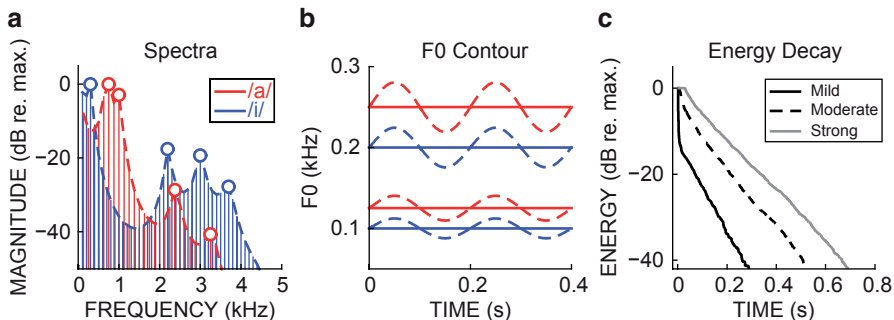 a
Spectra
MAGNITUDE (dB re. max.)
0
−20
−40
/a/
/i/
0 1 2 3 4 5
FREQUENCY (kHz)
b
F0 Contour
F0 (kHz)
0.3
0.2
0.1
0 0.2 0.4
TIME (s)
c
Energy Decay
ENERGY (dB re. max.)
0
−20
−40
Mild
Moderate
Strong
0 0.2 0.4 0.6 0.8
TIME (s)